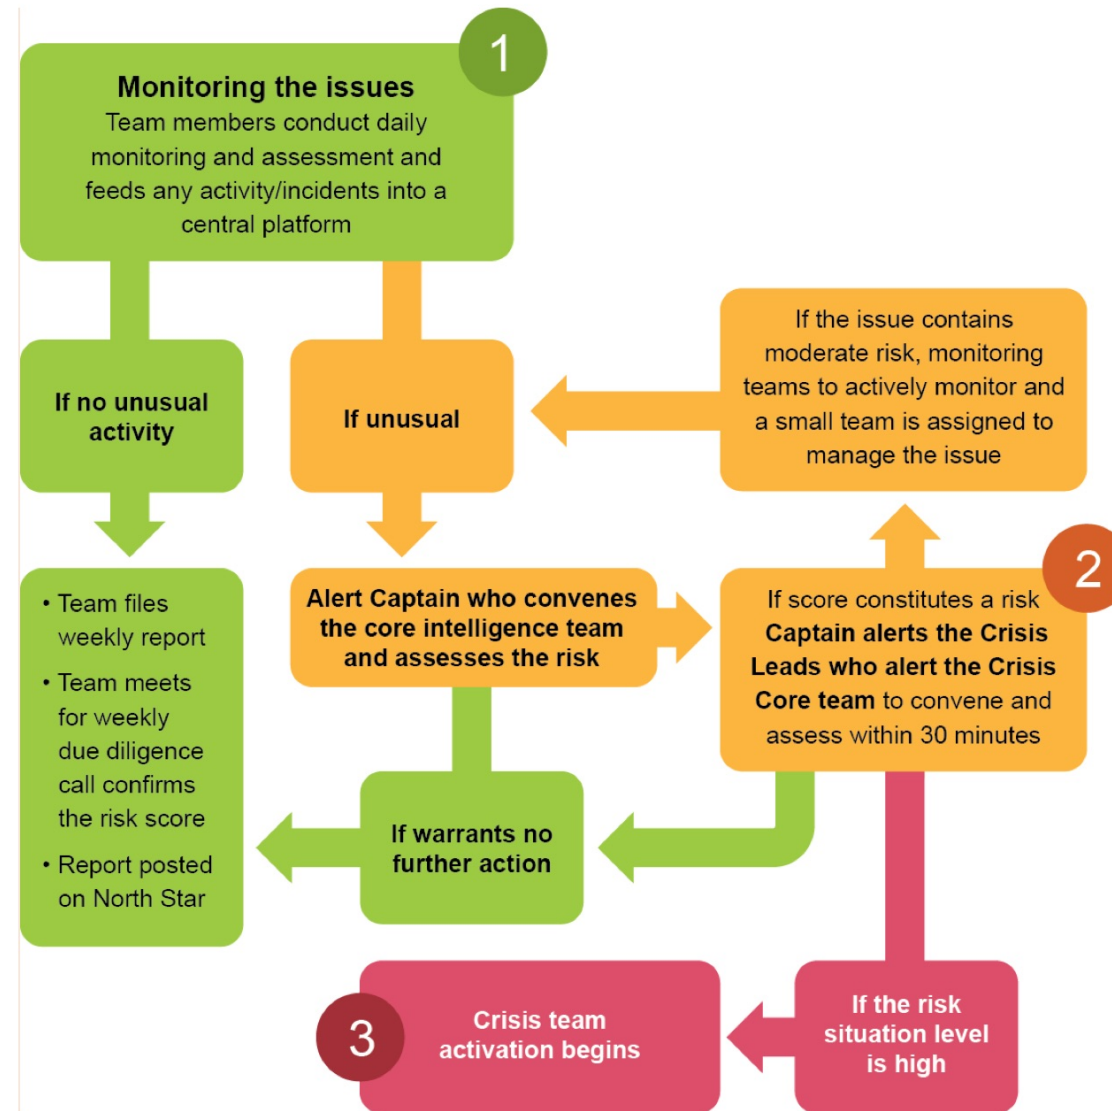 1
Monitoring the issues
Team members conduct daily
monitoring and assessment and
feeds any activity/incidents into a
central platform
If no unusual
activity
If unusual
If the issue contains
moderate risk, monitoring
teams to actively monitor and
a small team is assigned to
manage the issue
• Team files
weekly report
• Team meets
for weekly
due diligence
call confirms
the risk score
• Report posted
on North Star
Alert Captain who convenes
the core intelligence team
and assesses the risk
2
If score constitutes a risk
Captain alerts the Crisis
Leads who alert the Crisis
Core team to convene and
assess within 30 minutes
If warrants no
further action
3
Crisis team
activation begins
If the risk
situation level
is high